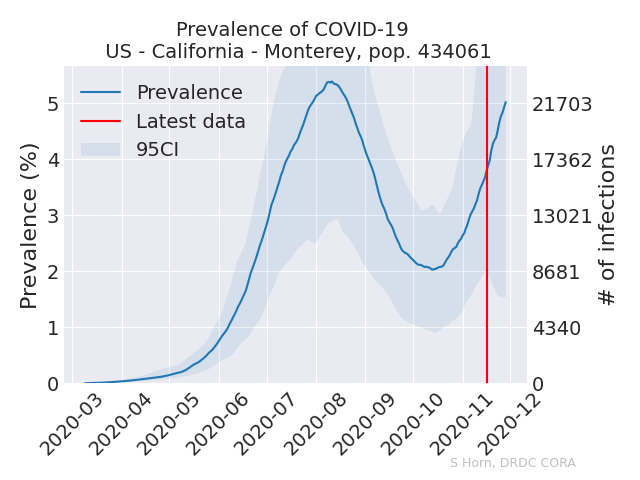 Prevalence of COVID-19
US - California - Monterey, pop. 434061
Prevalence
Latest data
95CI
Prevalence (%)
5
4
3
2
1
0
21703
17362
13021
8681
4340
0
# of infections
2020-03
2020-04
2020-05
2020-06
2020-07
2020-08
2020-09
2020-10
2020-11
2020-12
S Horn, DRDC CORA